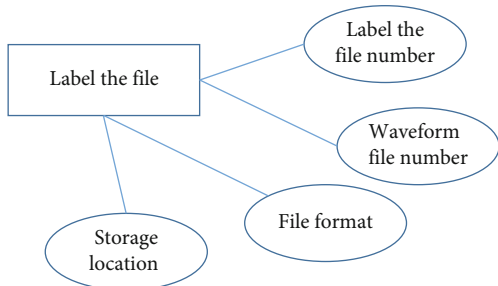 Label the file
Label the
file number
Waveform
file number
File format
Storage
location